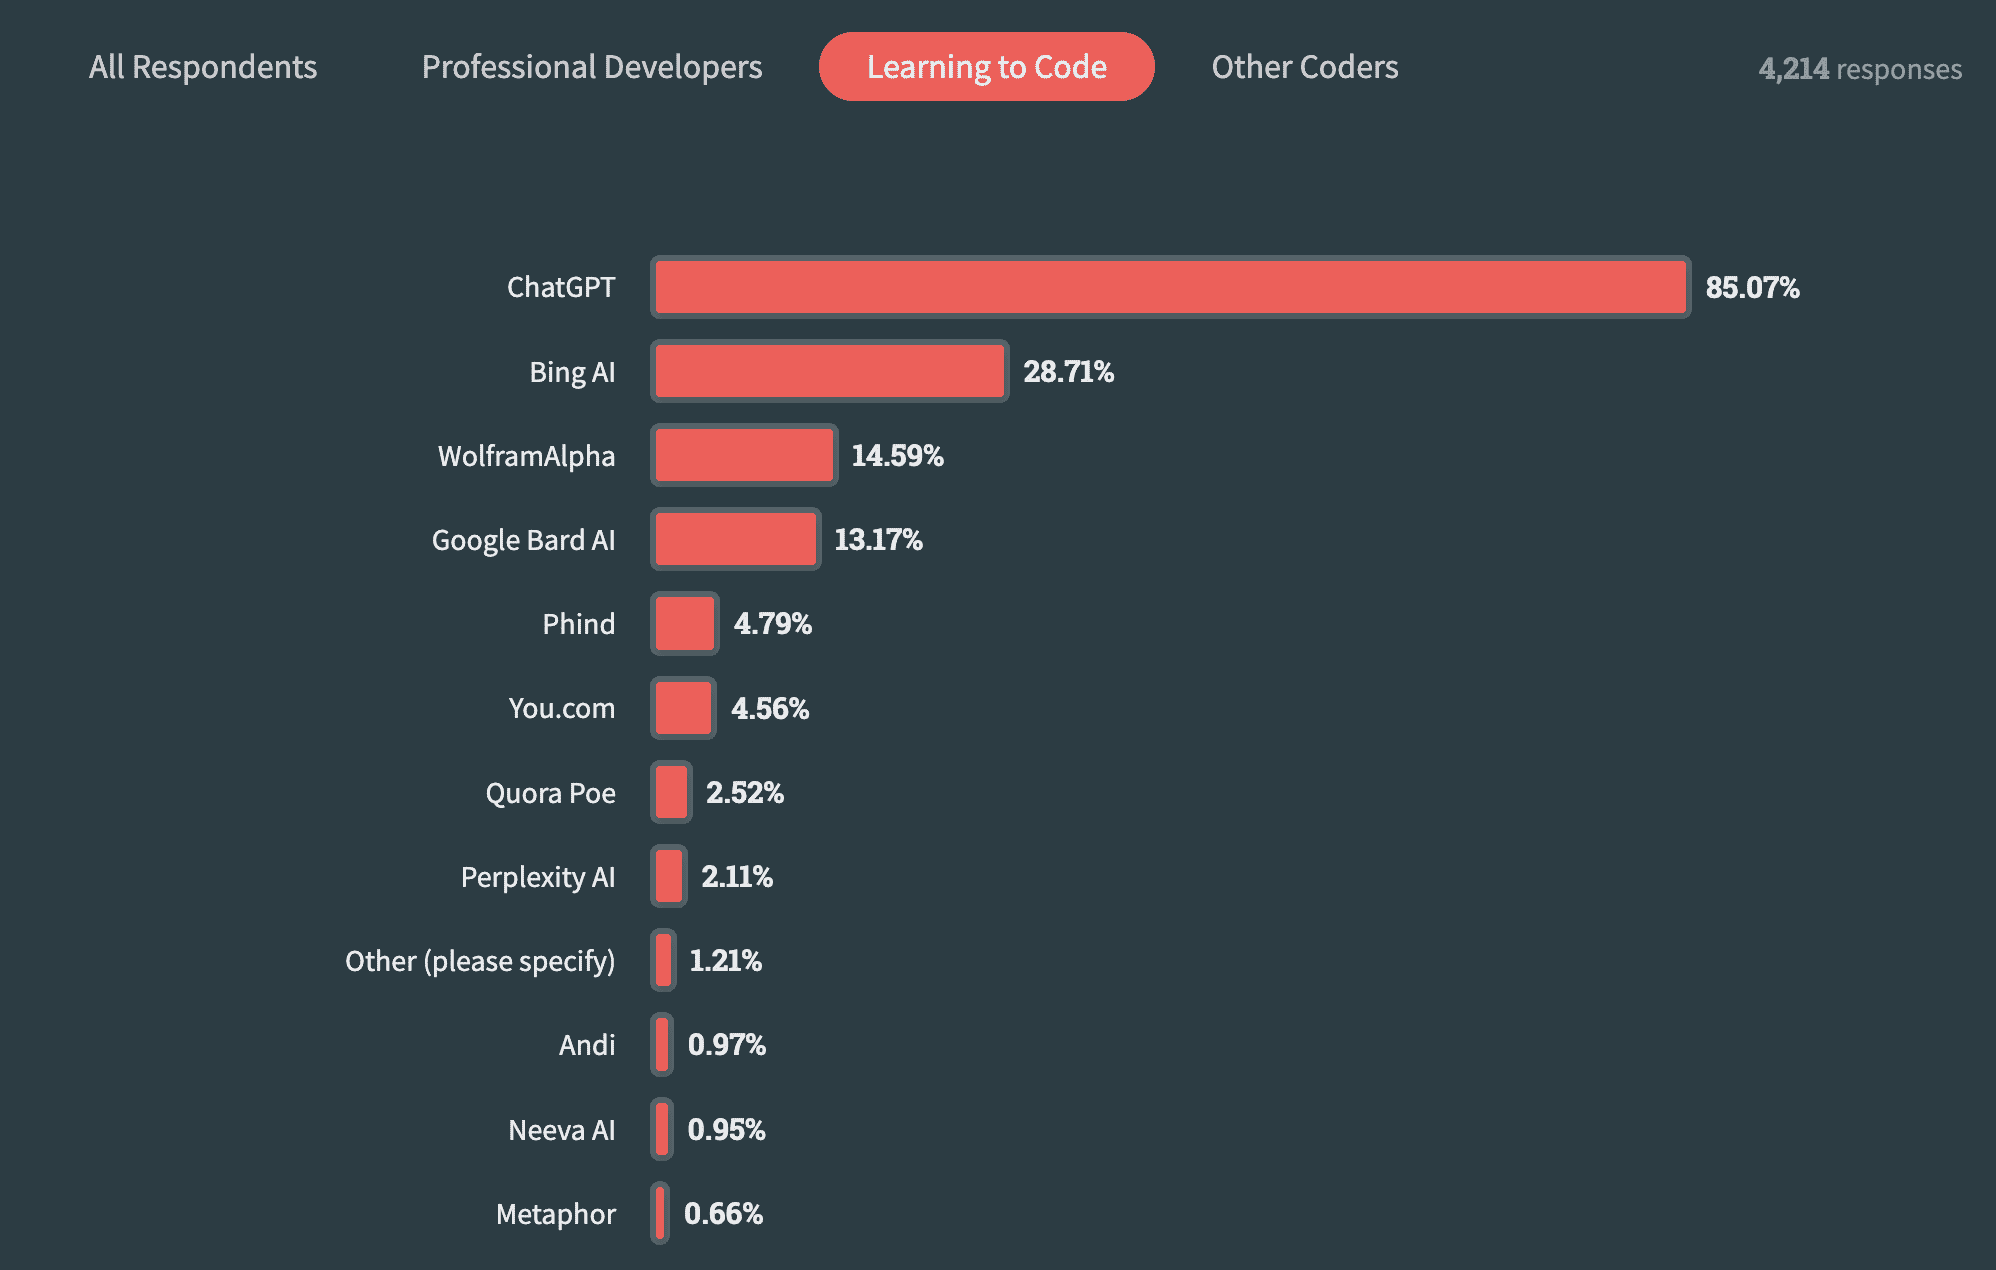 All Respondents Professional Developers Learning to Code Other Coders 4,214 responses
ChatGPT 85.07%
Bing AI 28.71%
WolframAlpha 14.59%
Google Bard AI 13.17%
Phind 4.79%
You.com 4.56%
Quora Poe 2.52%
Perplexity AI 2.11%
Other (please specify) 1.21%
Andi 0.97%
Neeva AI 0.95%
Metaphor 0.66%